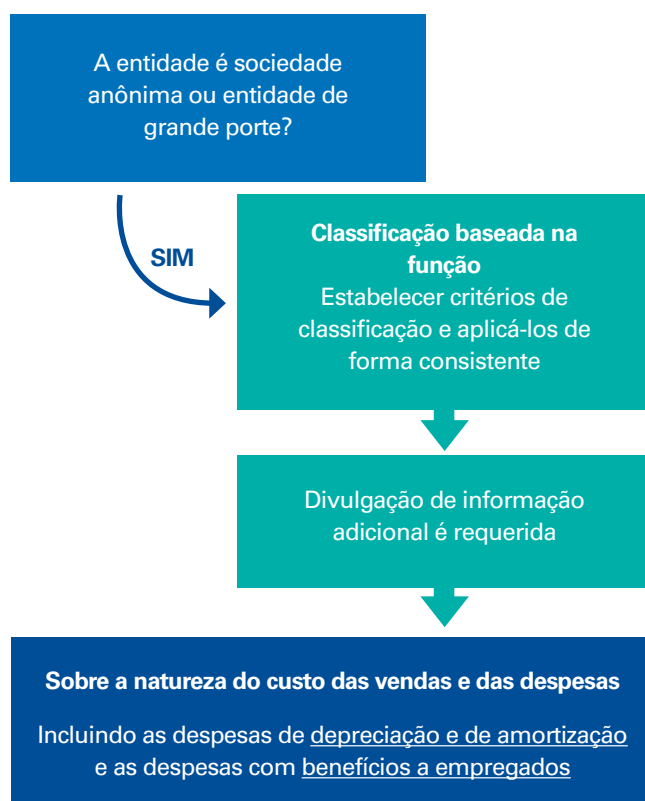 A entidade é sociedade
anônima ou entidade de
grande porte?
SIM
Classificação baseada na
função
Estabelecer critérios de
classificação e aplicá-los de
forma consistente
Divulgação de informação
adicional é requerida
Sobre a natureza do custo das vendas e das despesas
Incluindo as despesas de depreciação e de amortização
e as despesas com benefícios a empregados